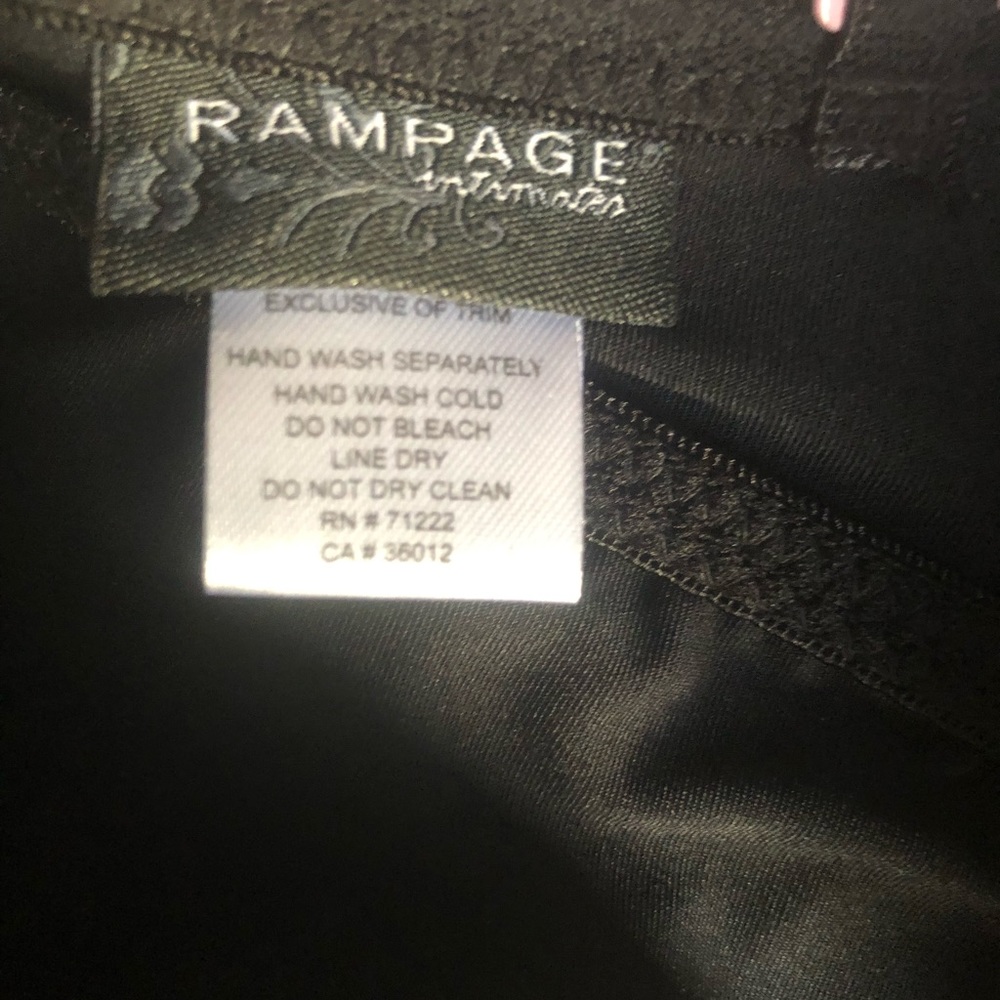 RAMPAGE®
intimates
EXCLUSIVE OF TRIM
HAND WASH SEPARATELY
HAND WASH COLD
DO NOT BLEACH
LINE DRY
DO NOT DRY CLEAN
RN # 71222
CA # 36012